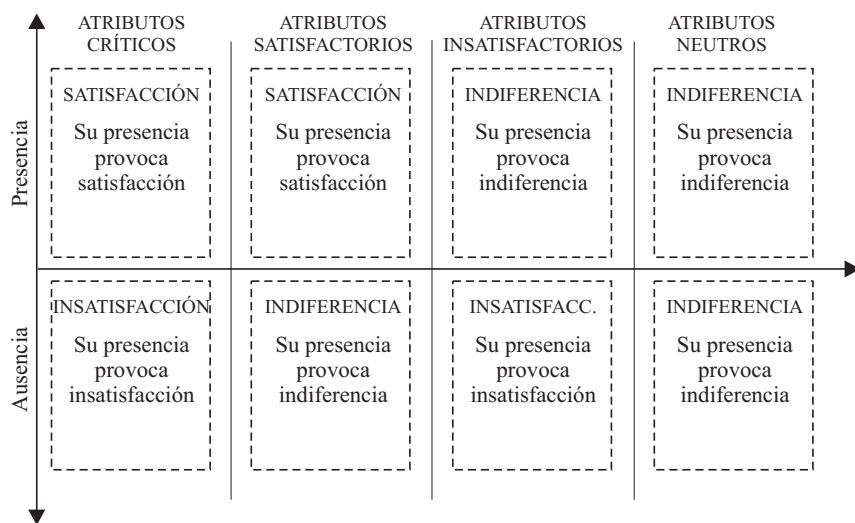 ATRIBUTOS
CRÍTICOS
ATRIBUTOS
SATISFACTORIOS
ATRIBUTOS
INSATISFACTORIOS
ATRIBUTOS
NEUTROS
Presencia
SATISFACCIÓN
Su presencia
provoca
satisfacción
SATISFACCIÓN
Su presencia
provoca
satisfacción
INDIFERENCIA
Su presencia
provoca
indiferencia
INDIFERENCIA
Su presencia
provoca
indiferencia
Ausencia
INSATISFACCIÓN
Su presencia
provoca
insatisfacción
INDIFERENCIA
Su presencia
provoca
indiferencia
INSATISFACC.
Su presencia
provoca
insatisfacción
INDIFERENCIA
Su presencia
provoca
indiferencia